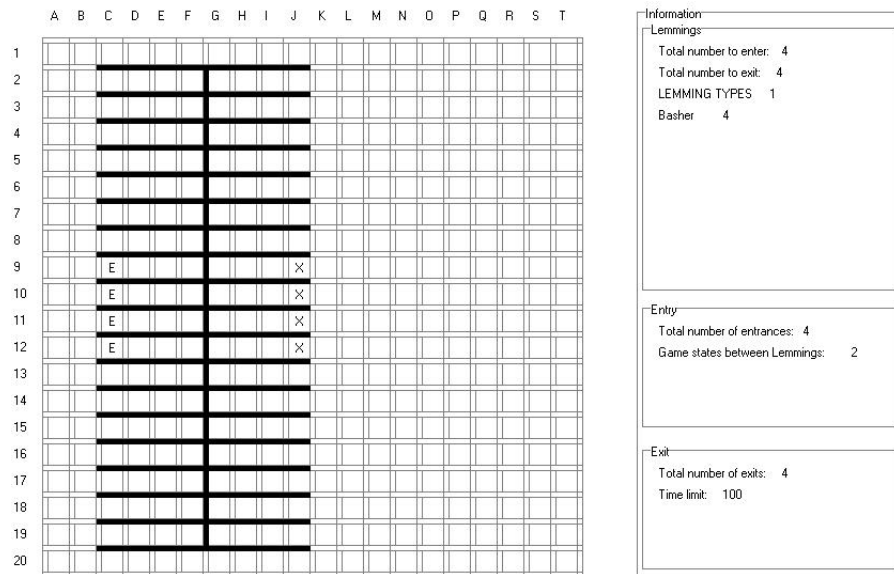 A B C D E F G H I J K L M N O P Q R S T
1
2
3
4
5
6
7
8
9 E X
10 E X
11 E X
12 E X
13
14
15
16
17
18
19
20
Information
Lemmings
Total number to enter: 4
Total number to exit: 4
LEMMING TYPES 1
Basher 4
Entry
Total number of entrances: 4
Game states between Lemmings: 2
Exit
Total number of exits: 4
Time limit: 100